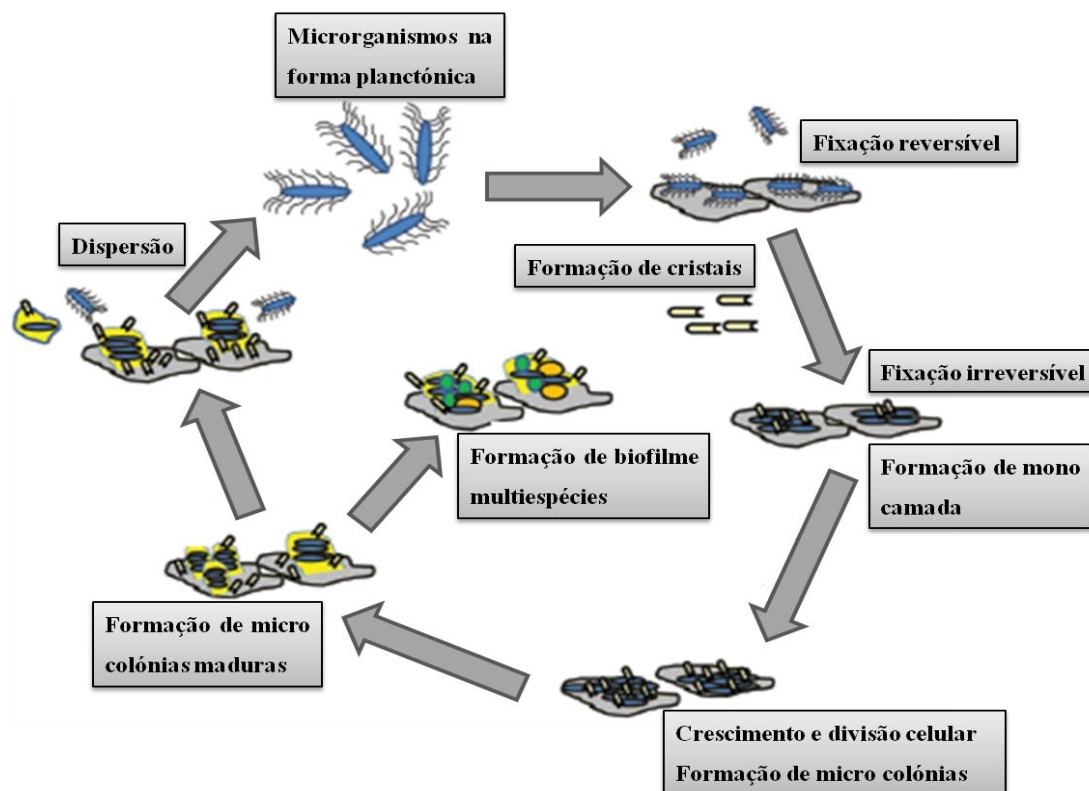 Microrganismos na
forma planctónica
Fixação reversível
Dispersão
Formação de cristais
Fixação irreversível
Formação de mono
camada
Formação de biofilme
multiespécies
Formação de micro
colónias maduras
Crescimento e divisão celular
Formação de micro colónias